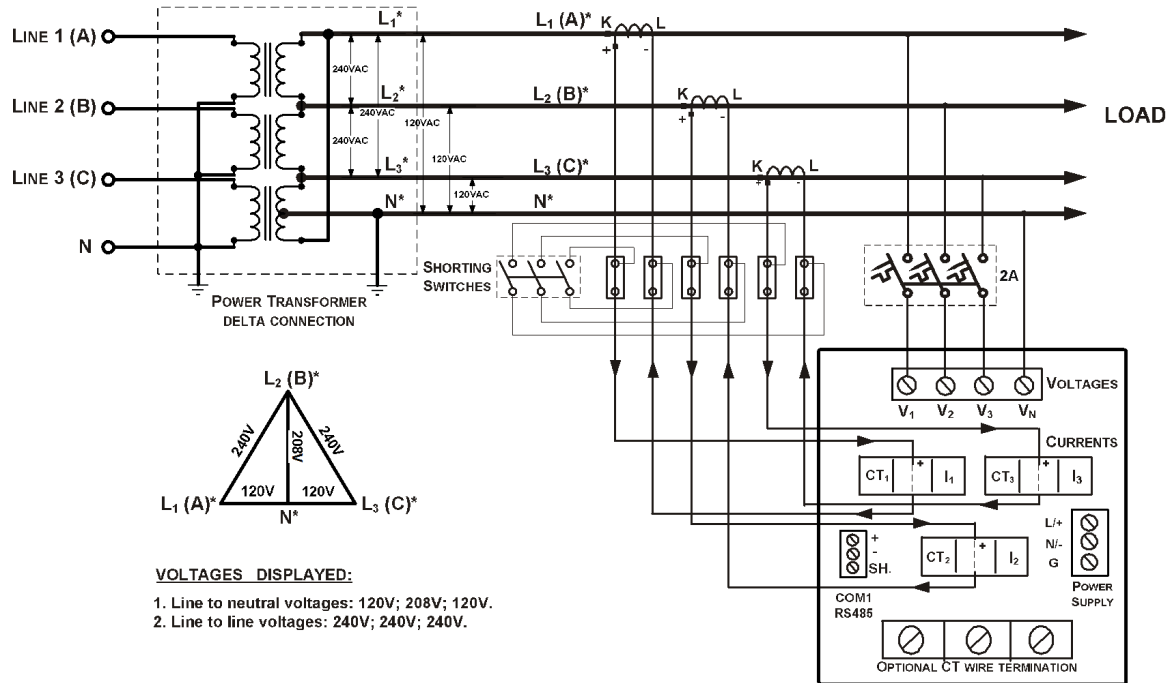 LINE 1 (A)
LINE 2 (B)
LINE 3 (C)
N
L1*
L2*
L3*
N*
240VAC
240VAC
240VAC
120VAC
120VAC
120VAC
L1 (A)*
L2 (B)*
L3 (C)*
N*
K
L
+
-
K
L
+
-
K
L
+
-
LOAD
POWER TRANSFORMER
DELTA CONNECTION
SHORTING
SWITCHES
2A
VOLTAGES
V1
V2
V3
VN
CURRENTS
CT1
+
I1
CT3
+
I3
CT2
+
I2
+
-
SH.
COM1
RS485
L/+
N/-
G
POWER
SUPPLY
OPTIONAL CT WIRE TERMINATION
L2 (B)*
240V
208V
240V
120V
120V
L1 (A)*
N*
L3 (C)*
VOLTAGES DISPLAYED:
1. Line to neutral voltages: 120V; 208V; 120V.
2. Line to line voltages: 240V; 240V; 240V.